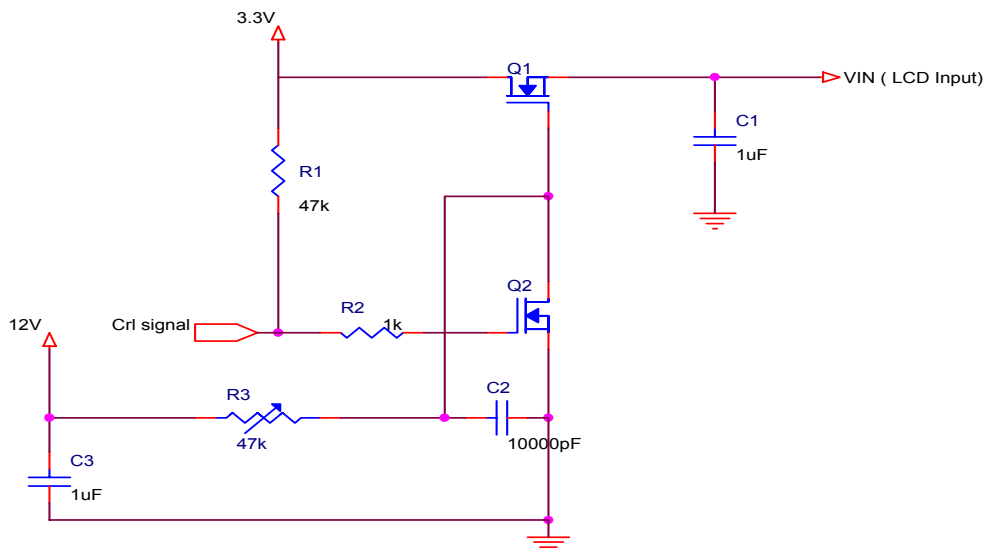 3.3V
Q1
VIN ( LCD Input)
C1
1uF
R1
47k
Q2
R2
1k
12V
Crl signal
R3
47k
C2
10000pF
C3
1uF